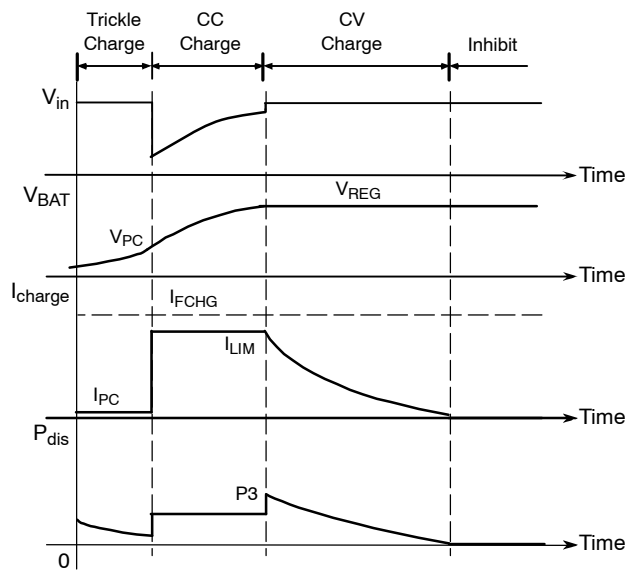 Trickle
Charge
CC
Charge
CV
Charge
Inhibit
Vin
Time
VBAT
VREG
Time
VPC
Icharge
IFCHG
ILIM
IPC
Time
Pdis
P3
Time
0